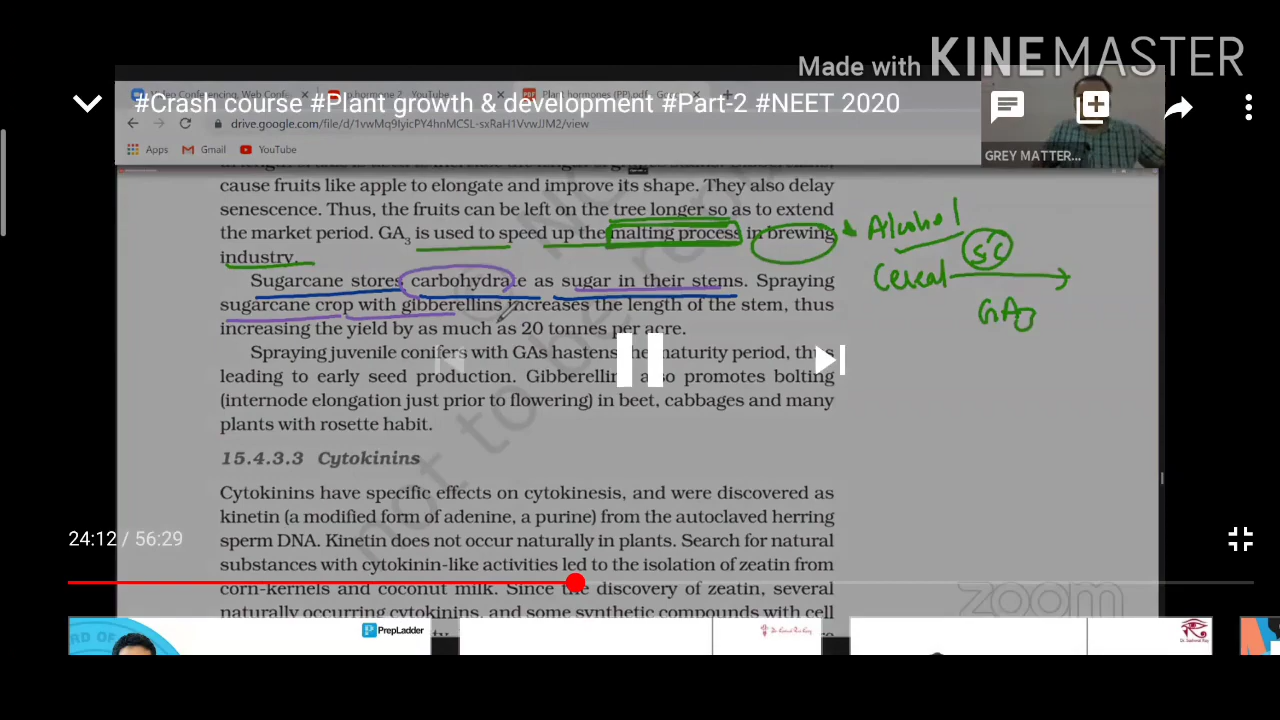 Made with KINEMASTER
#Crash course #Plant growth & development #Part-2 #NEET 2020
drive.google.com/file/d/1vwMq9IyicPY4hnMCSL-sxRaH1VvwJJM2/view
Apps Gmail YouTube
GREY MATTER...
cause fruits like apple to elongate and improve its shape. They also delay
senescence. Thus, the fruits can be left on the tree longer so as to extend
the market period. GA3 is used to speed up the malting process in brewing
industry.
Alcohol
Cereal SC
GA3
Sugarcane stores carbohydrate as sugar in their stems. Spraying
sugarcane crop with gibberellins increases the length of the stem, thus
increasing the yield by as much as 20 tonnes per acre.
Spraying juvenile conifers with GAs hastens the maturity period, thus
leading to early seed production. Gibberellins also promotes bolting
(internode elongation just prior to flowering) in beet, cabbages and many
plants with rosette habit.
15.4.3.3 Cytokinins
Cytokinins have specific effects on cytokinesis, and were discovered as
kinetin (a modified form of adenine, a purine) from the autoclaved herring
sperm DNA. Kinetin does not occur naturally in plants. Search for natural
substances with cytokinin-like activities led to the isolation of zeatin from
corn-kernels and coconut milk. Since the discovery of zeatin, several
naturally occurring cytokinins, and some synthetic compounds with cell
24:12 / 56:29
zoom
PrepLadder